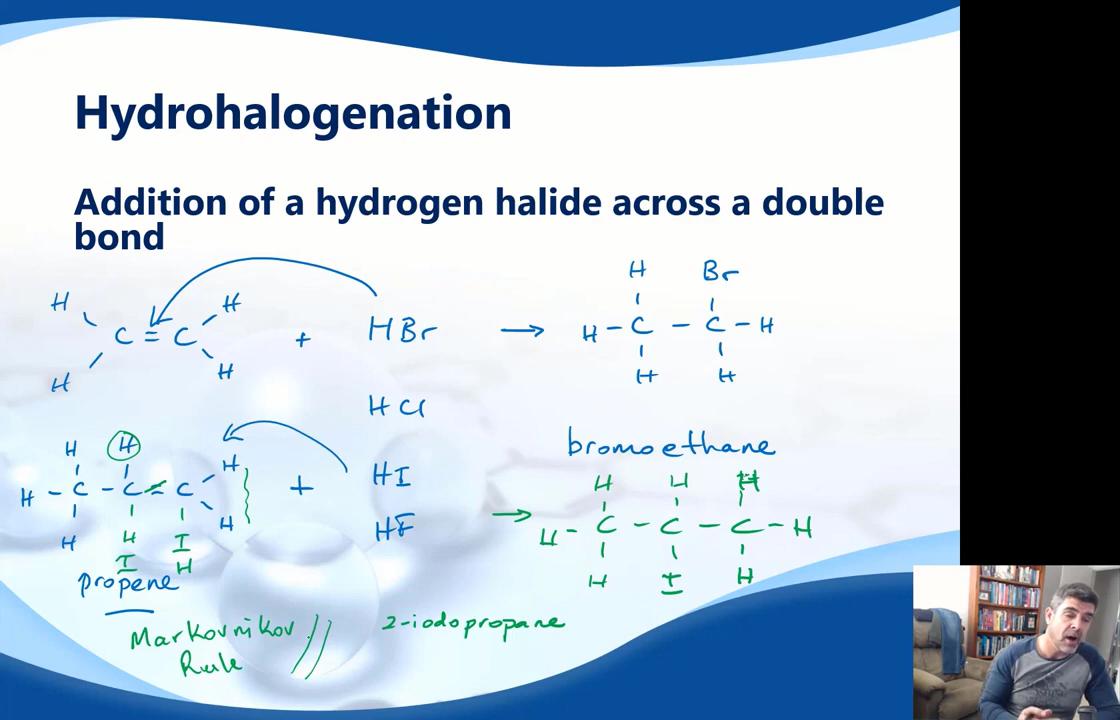 Hydrohalogenation
Addition of a hydrogen halide across a double
bond
H H H Br
C = C + HBr → H - C - C - H
H H H H
HCl
bromoethane
H H H HI H H H
H - C - C = C + HF → H - C - C - C - H
H H I H H I H
I H
propene
Markovnikov
Rule
2-iodopropane